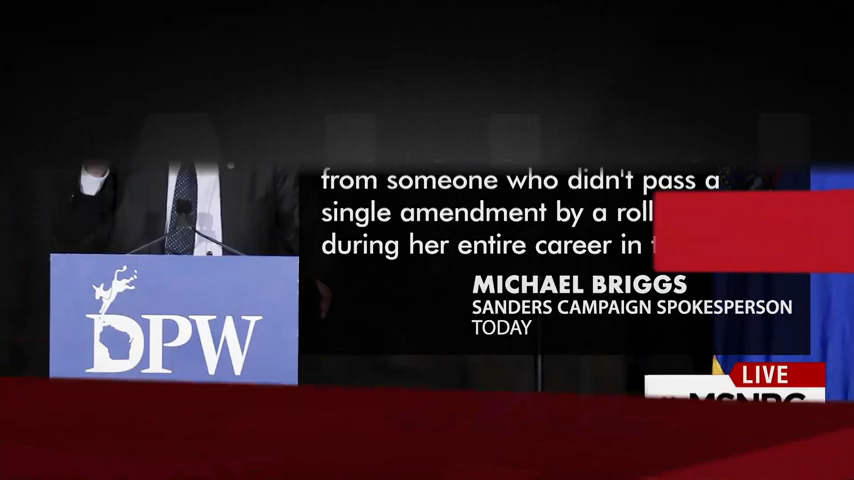 from someone who didn't pass a
single amendment by a roll
during her entire career in
MICHAEL BRIGGS
SANDERS CAMPAIGN SPOKESPERSON
TODAY
DPW
LIVE
MSNBC